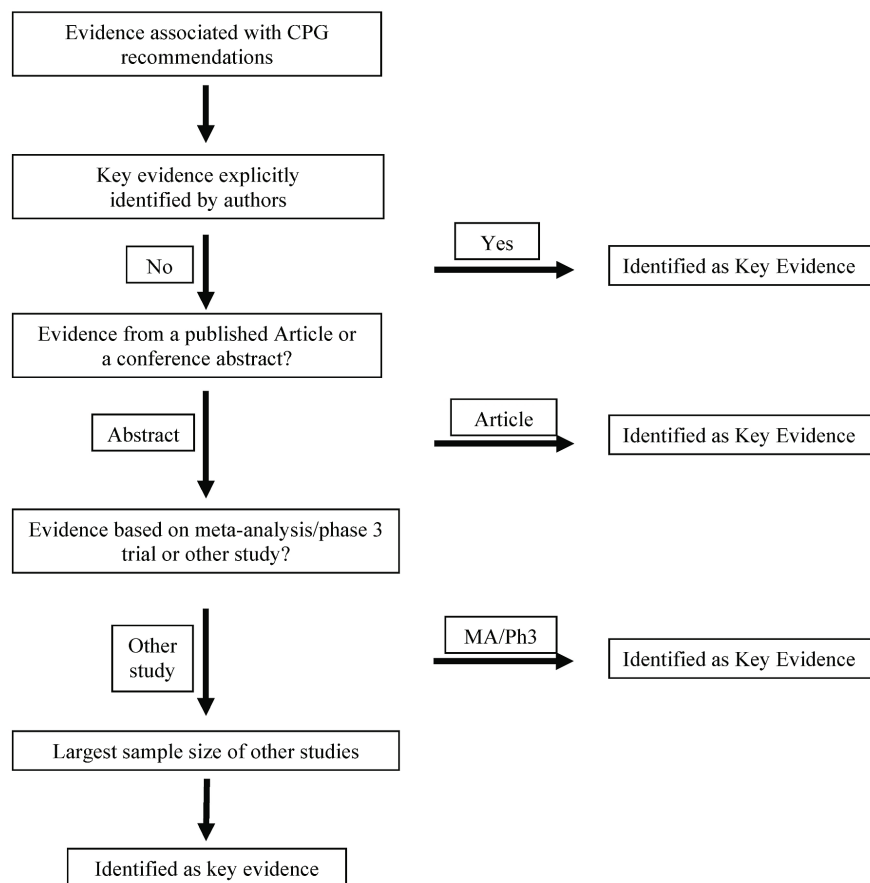 Evidence associated with CPG
recommendations
Key evidence explicitly
identified by authors
Yes
No
Identified as Key Evidence
Evidence from a published Article or
a conference abstract?
Article
Abstract
Identified as Key Evidence
Evidence based on meta-analysis/phase 3
trial or other study?
MA/Ph3
Other
study
Identified as Key Evidence
Largest sample size of other studies
Identified as key evidence